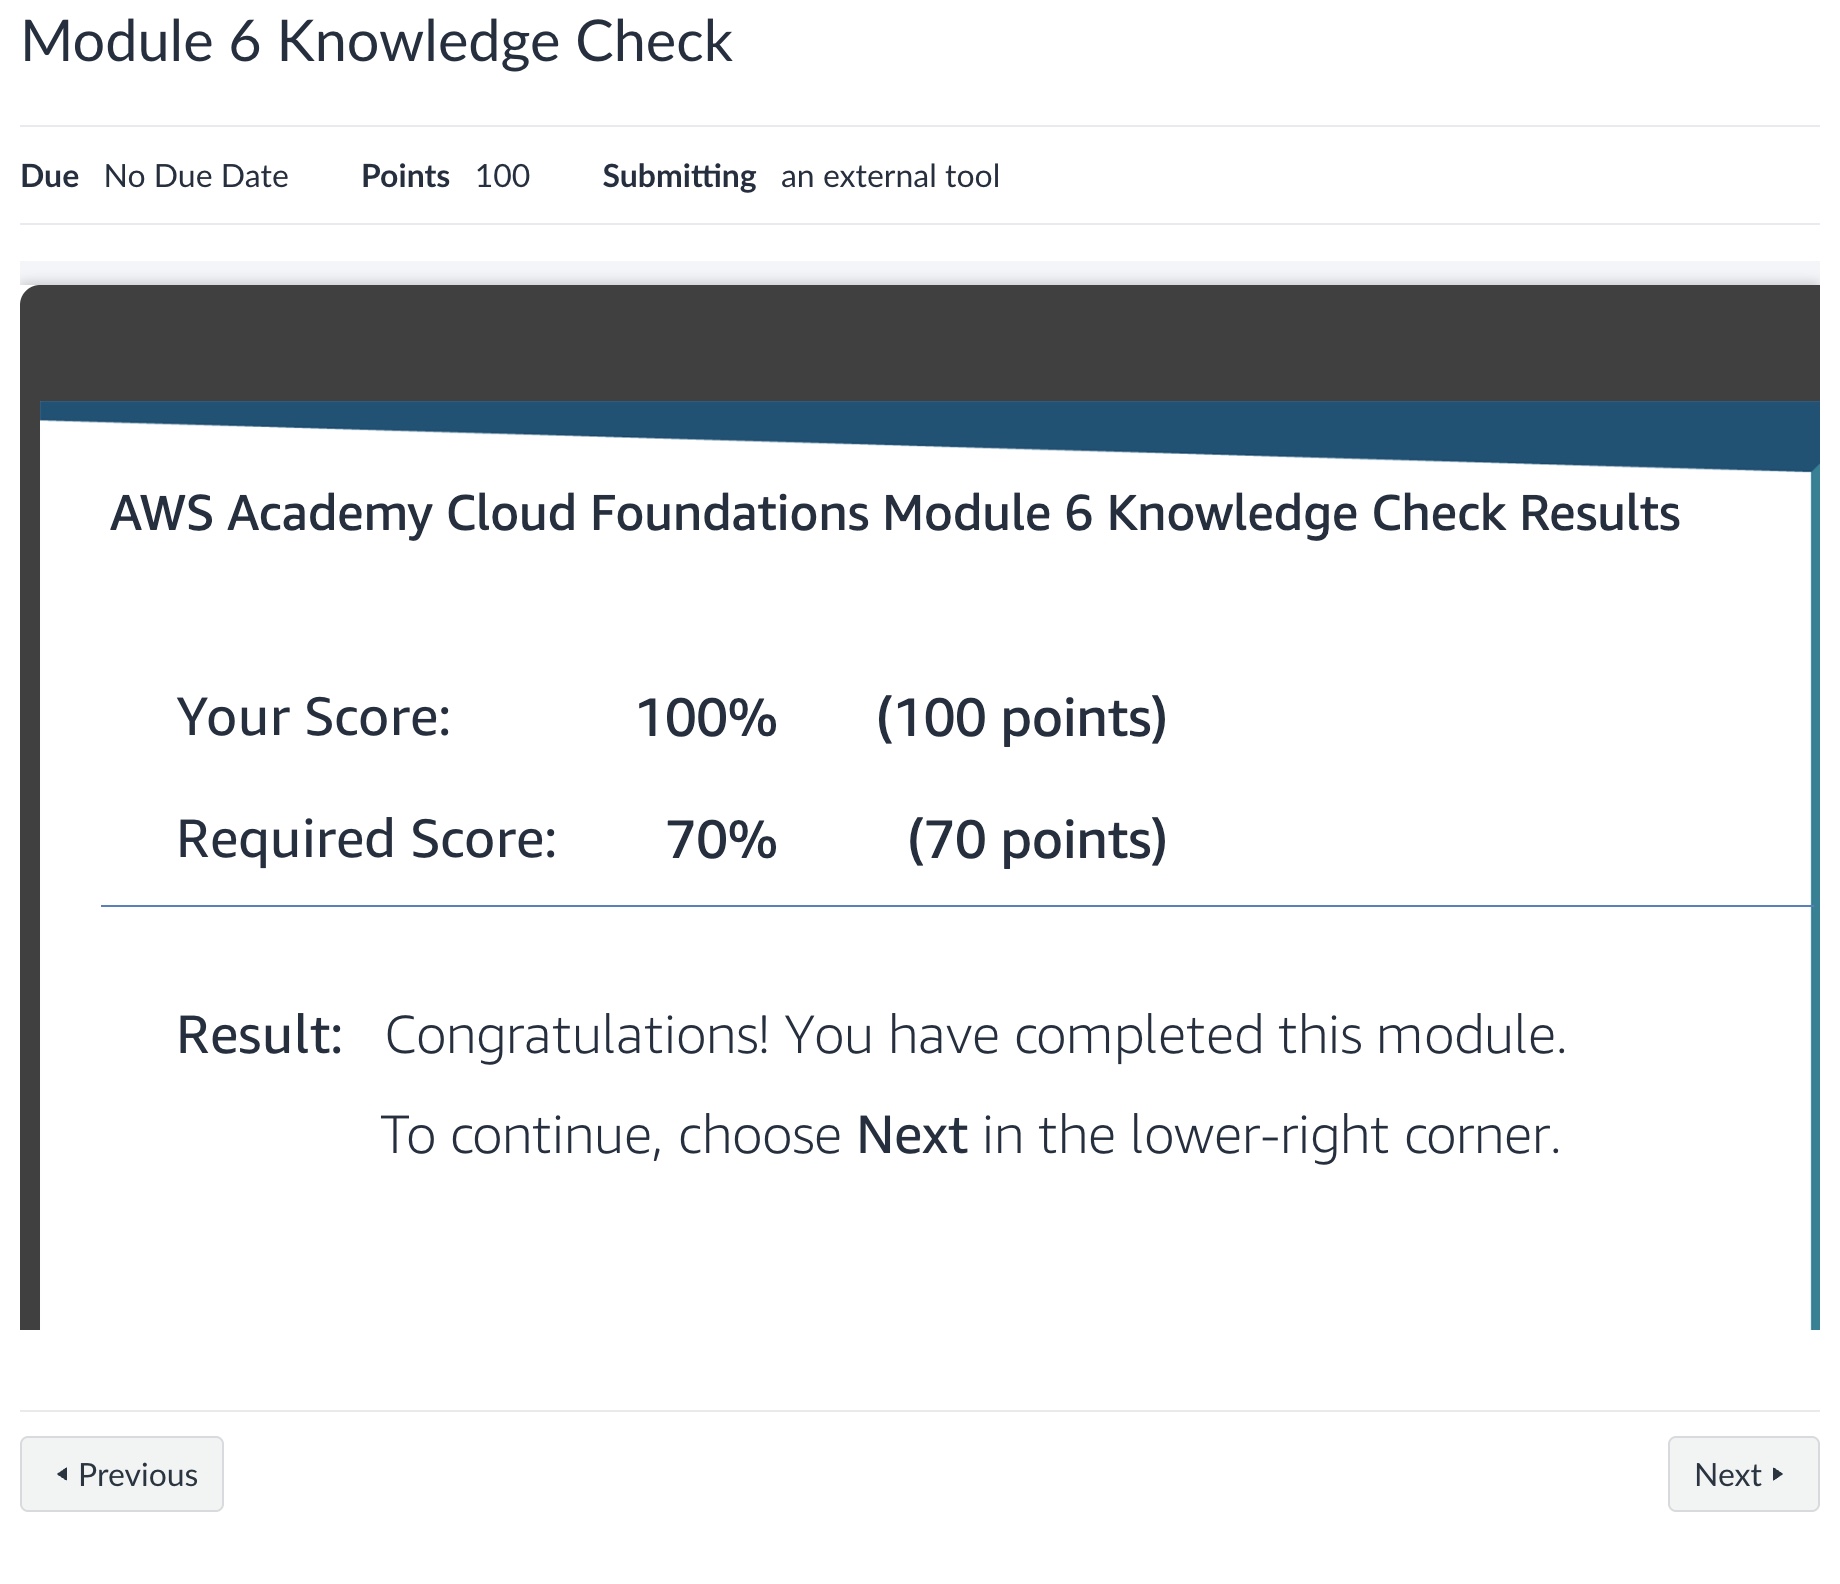 Module 6 Knowledge Check
Due No Due Date Points 100 Submitting an external tool
AWS Academy Cloud Foundations Module 6 Knowledge Check Results
Your Score: 100% (100 points)
Required Score: 70% (70 points)
Result: Congratulations! You have completed this module.
To continue, choose Next in the lower-right corner.
Previous Next